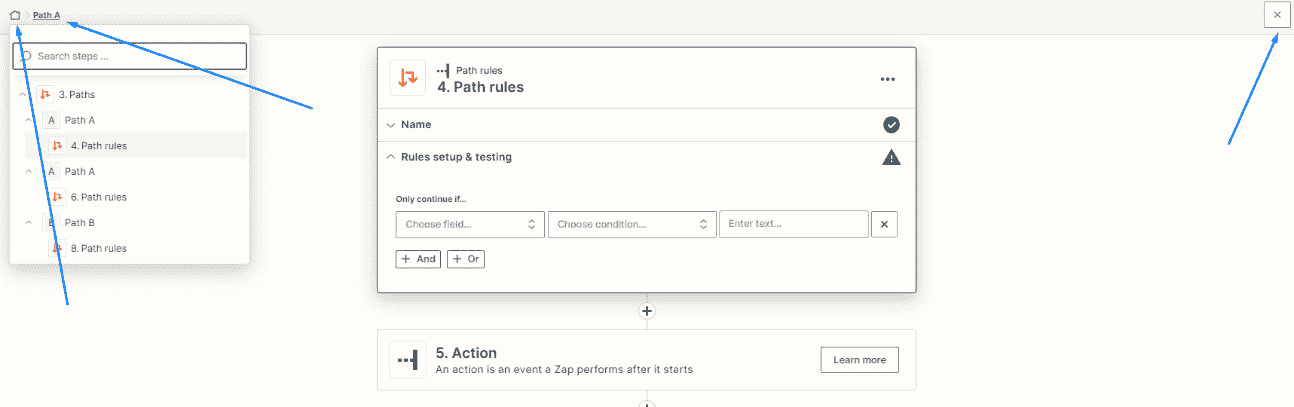 Path A
Search steps ...
3. Paths
A Path A
4. Path rules
A Path A
6. Path rules
B Path B
8. Path rules
Path rules
4. Path rules
Name
Rules setup & testing
Only continue if...
Choose field... Choose condition... Enter text...
+ And + Or
5. Action
An action is an event a Zap performs after it starts
Learn more